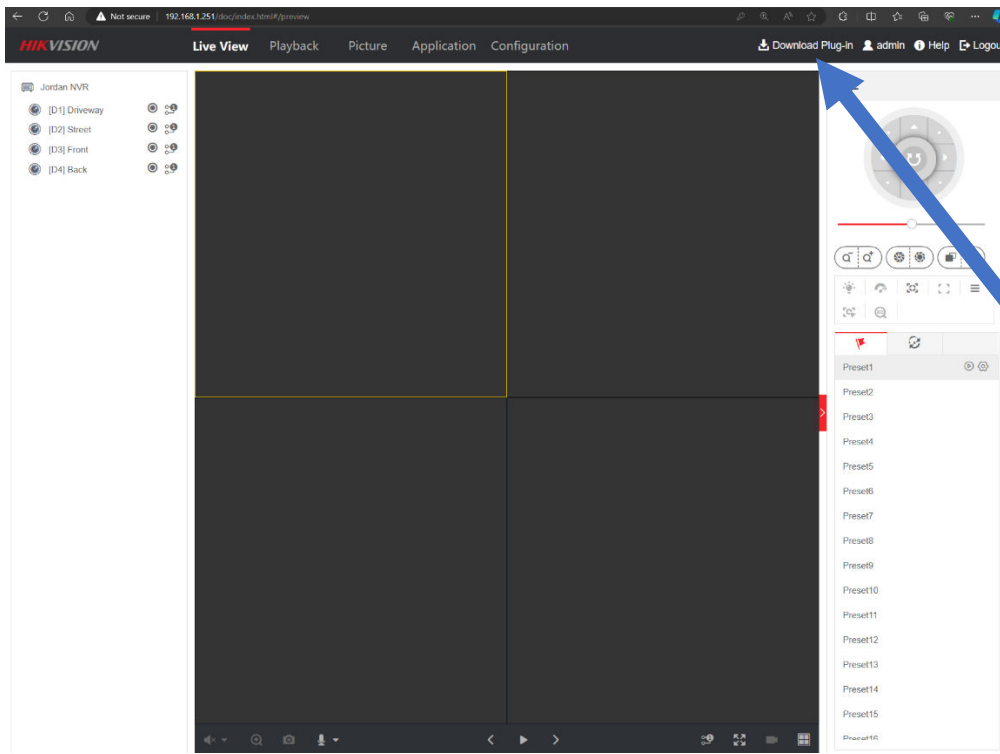 Not secure 192.168.1.251/doc/index.html#/preview
HIKVISION Live View Playback Picture Application Configuration Download Plug-in admin Help Logou
Jordan NVR
[D1] Driveway
[D2] Street
[D3] Front
[D4] Back
Preset1
Preset2
Preset3
Preset4
Preset5
Preset6
Preset7
Preset8
Preset9
Preset10
Preset11
Preset12
Preset13
Preset14
Preset15
Preset16